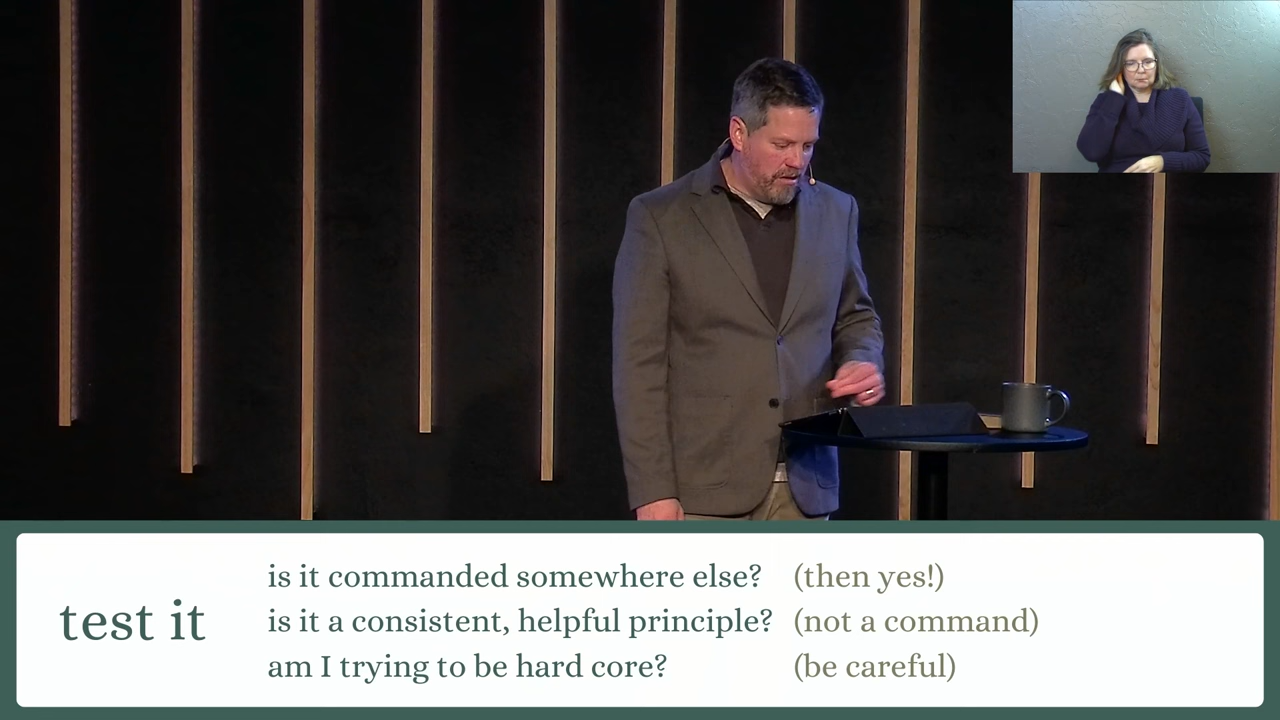 test it
is it commanded somewhere else? (then yes!)
is it a consistent, helpful principle? (not a command)
am I trying to be hard core? (be careful)